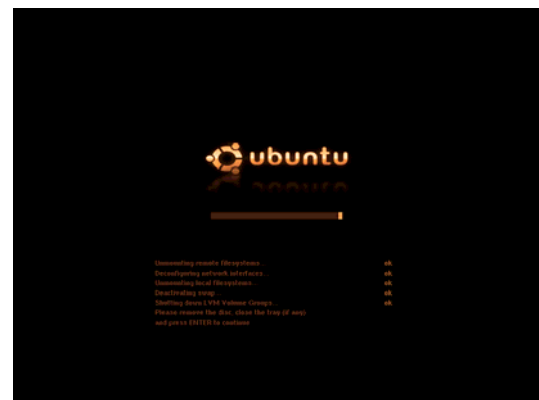 ubuntu
Unmounting remote filesystems... ok
Deconfiguring network interfaces... ok
Unmounting local filesystems... ok
Deactivating swap... ok
Shutting down LVM Volume Groups... ok
Please remove the disc, close the tray (if any)
and press ENTER to continue